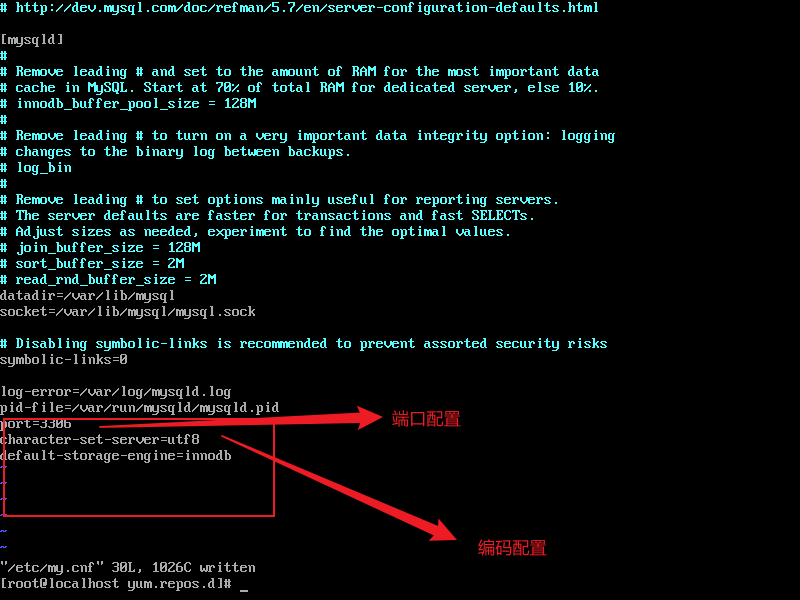 # http://dev.mysql.com/doc/refman/5.7/en/server-configuration-defaults.html
[mysqld]
#
# Remove leading # and set to the amount of RAM for the most important data
# cache in MySQL. Start at 70% of total RAM for dedicated server, else 10%.
# innodb_buffer_pool_size = 128M
#
# Remove leading # to turn on a very important data integrity option: logging
# changes to the binary log between backups.
# log_bin
#
# Remove leading # to set options mainly useful for reporting servers.
# The server defaults are faster for transactions and fast SELECTs.
# Adjust sizes as needed, experiment to find the optimal values.
# join_buffer_size = 128M
# sort_buffer_size = 2M
# read_rnd_buffer_size = 2M
datadir=/var/lib/mysql
socket=/var/lib/mysql/mysql.sock
# Disabling symbolic-links is recommended to prevent assorted security risks
symbolic-links=0
log-error=/var/log/mysqld.log
pid-file=/var/run/mysqld/mysqld.pid
port=3306
端口配置
character-set-server=utf8
default-storage-engine=innodb
~
~
~
~
~
~
编码配置
"/etc/my.cnf" 30L, 1026C written
[root@localhost yum.repos.d]# _